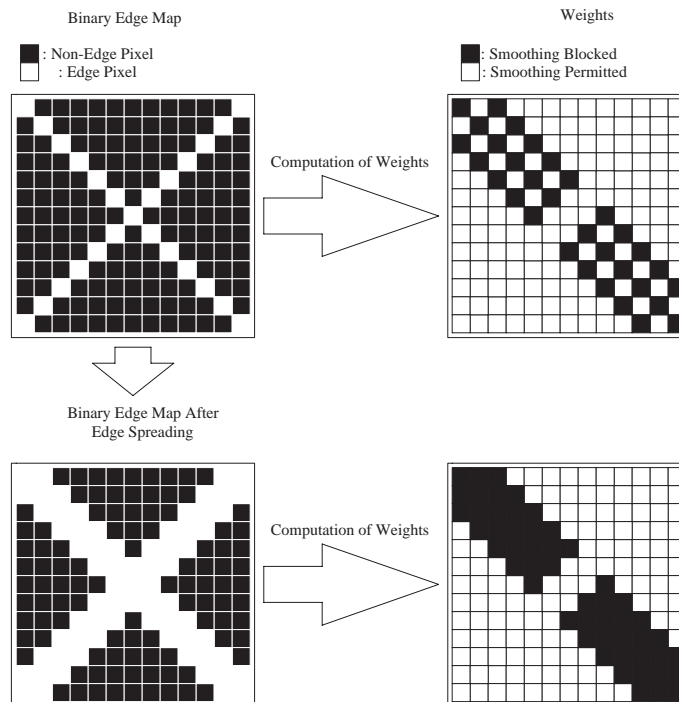 Binary Edge Map
Weights
: Non-Edge Pixel
: Edge Pixel
: Smoothing Blocked
: Smoothing Permitted
Computation of Weights
Binary Edge Map After
Edge Spreading
Computation of Weights